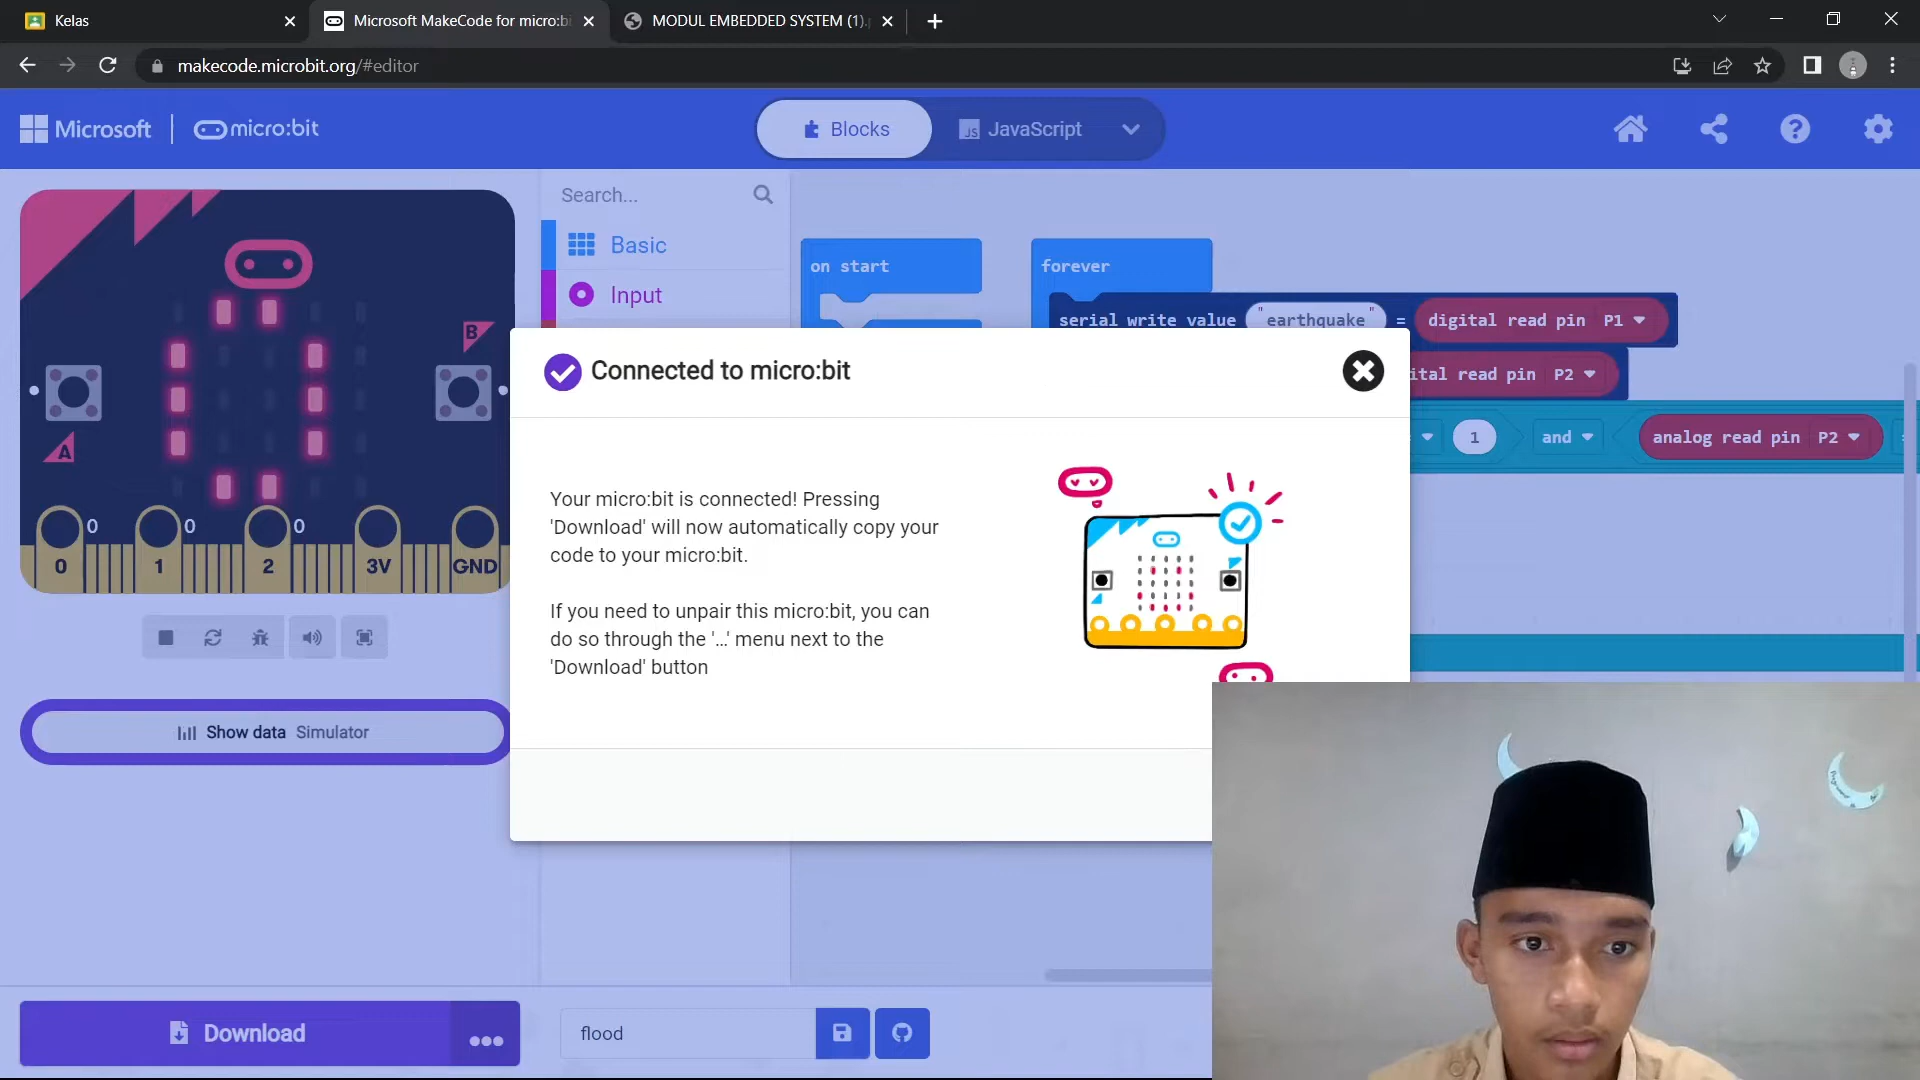 Kelas
Microsoft MakeCode for micro:bi
MODUL EMBEDDED SYSTEM (1).
makecode.microbit.org/#editor
Microsoft
micro:bit
Blocks
JS
JavaScript
Search...
Basic
Input
on start
forever
serial write value "earthquake" = digital read pin P1
ital read pin P2
1 and analog read pin P2
A
B
0
0
0
0 1 2 3V GND
Connected to micro:bit
Your micro:bit is connected! Pressing
'Download' will now automatically copy your
code to your micro:bit.
If you need to unpair this micro:bit, you can
do so through the '...' menu next to the
'Download' button
Show data Simulator
Download
flood